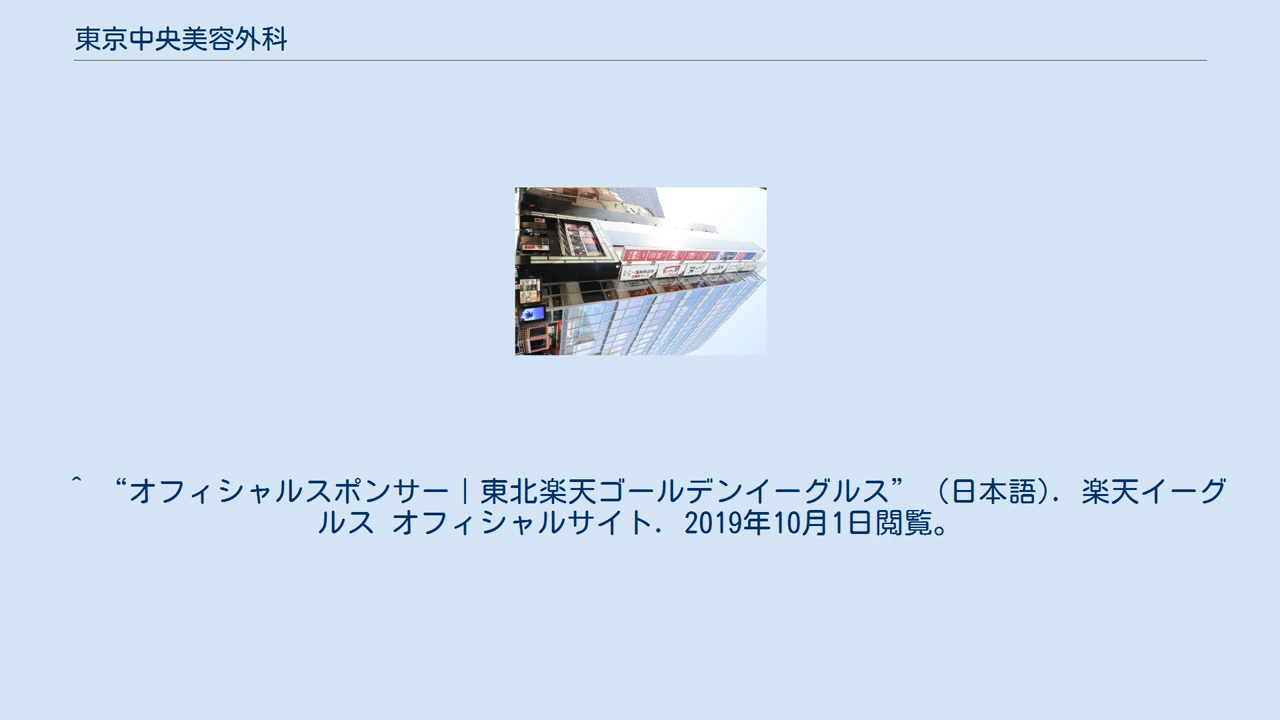 東京中央美容外科
^ “オフィシャルスポンサー｜東北楽天ゴールデンイーグルス” (日本語). 楽天イーグ
ルス オフィシャルサイト. 2019年10月1日閲覧。